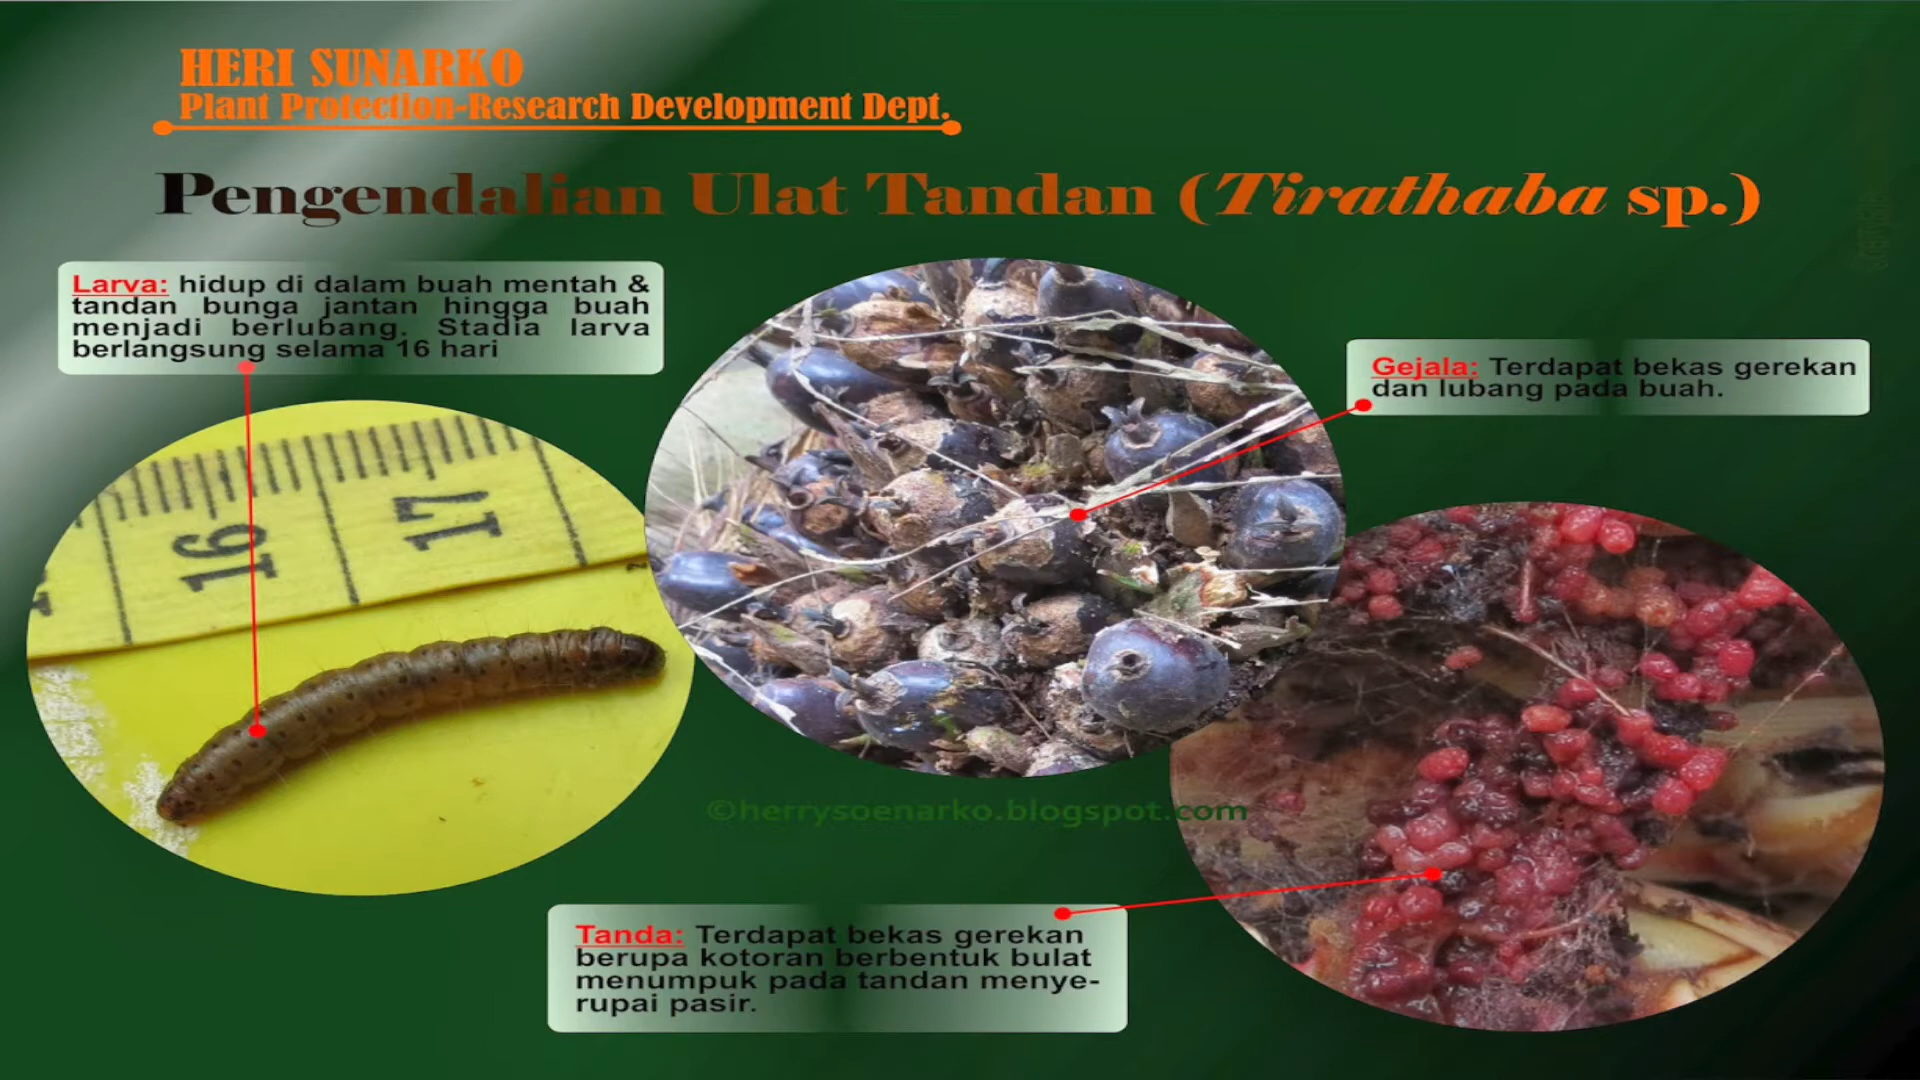 HERI SUNARKO
Plant Protection-Research Development Dept.
Pengendalian Ulat Tandan (Tirathaba sp.)
Larva: hidup di dalam buah mentah &
tandan bunga jantan hingga buah
menjadi berlubang. Stadia larva
berlangsung selama 16 hari
Gejala: Terdapat bekas gerekan
dan lubang pada buah.
16
17
©herrysoenarko.blogspot.com
Tanda: Terdapat bekas gerekan
berupa kotoran berbentuk bulat
menumpuk pada tandan menye-
rupai pasir.